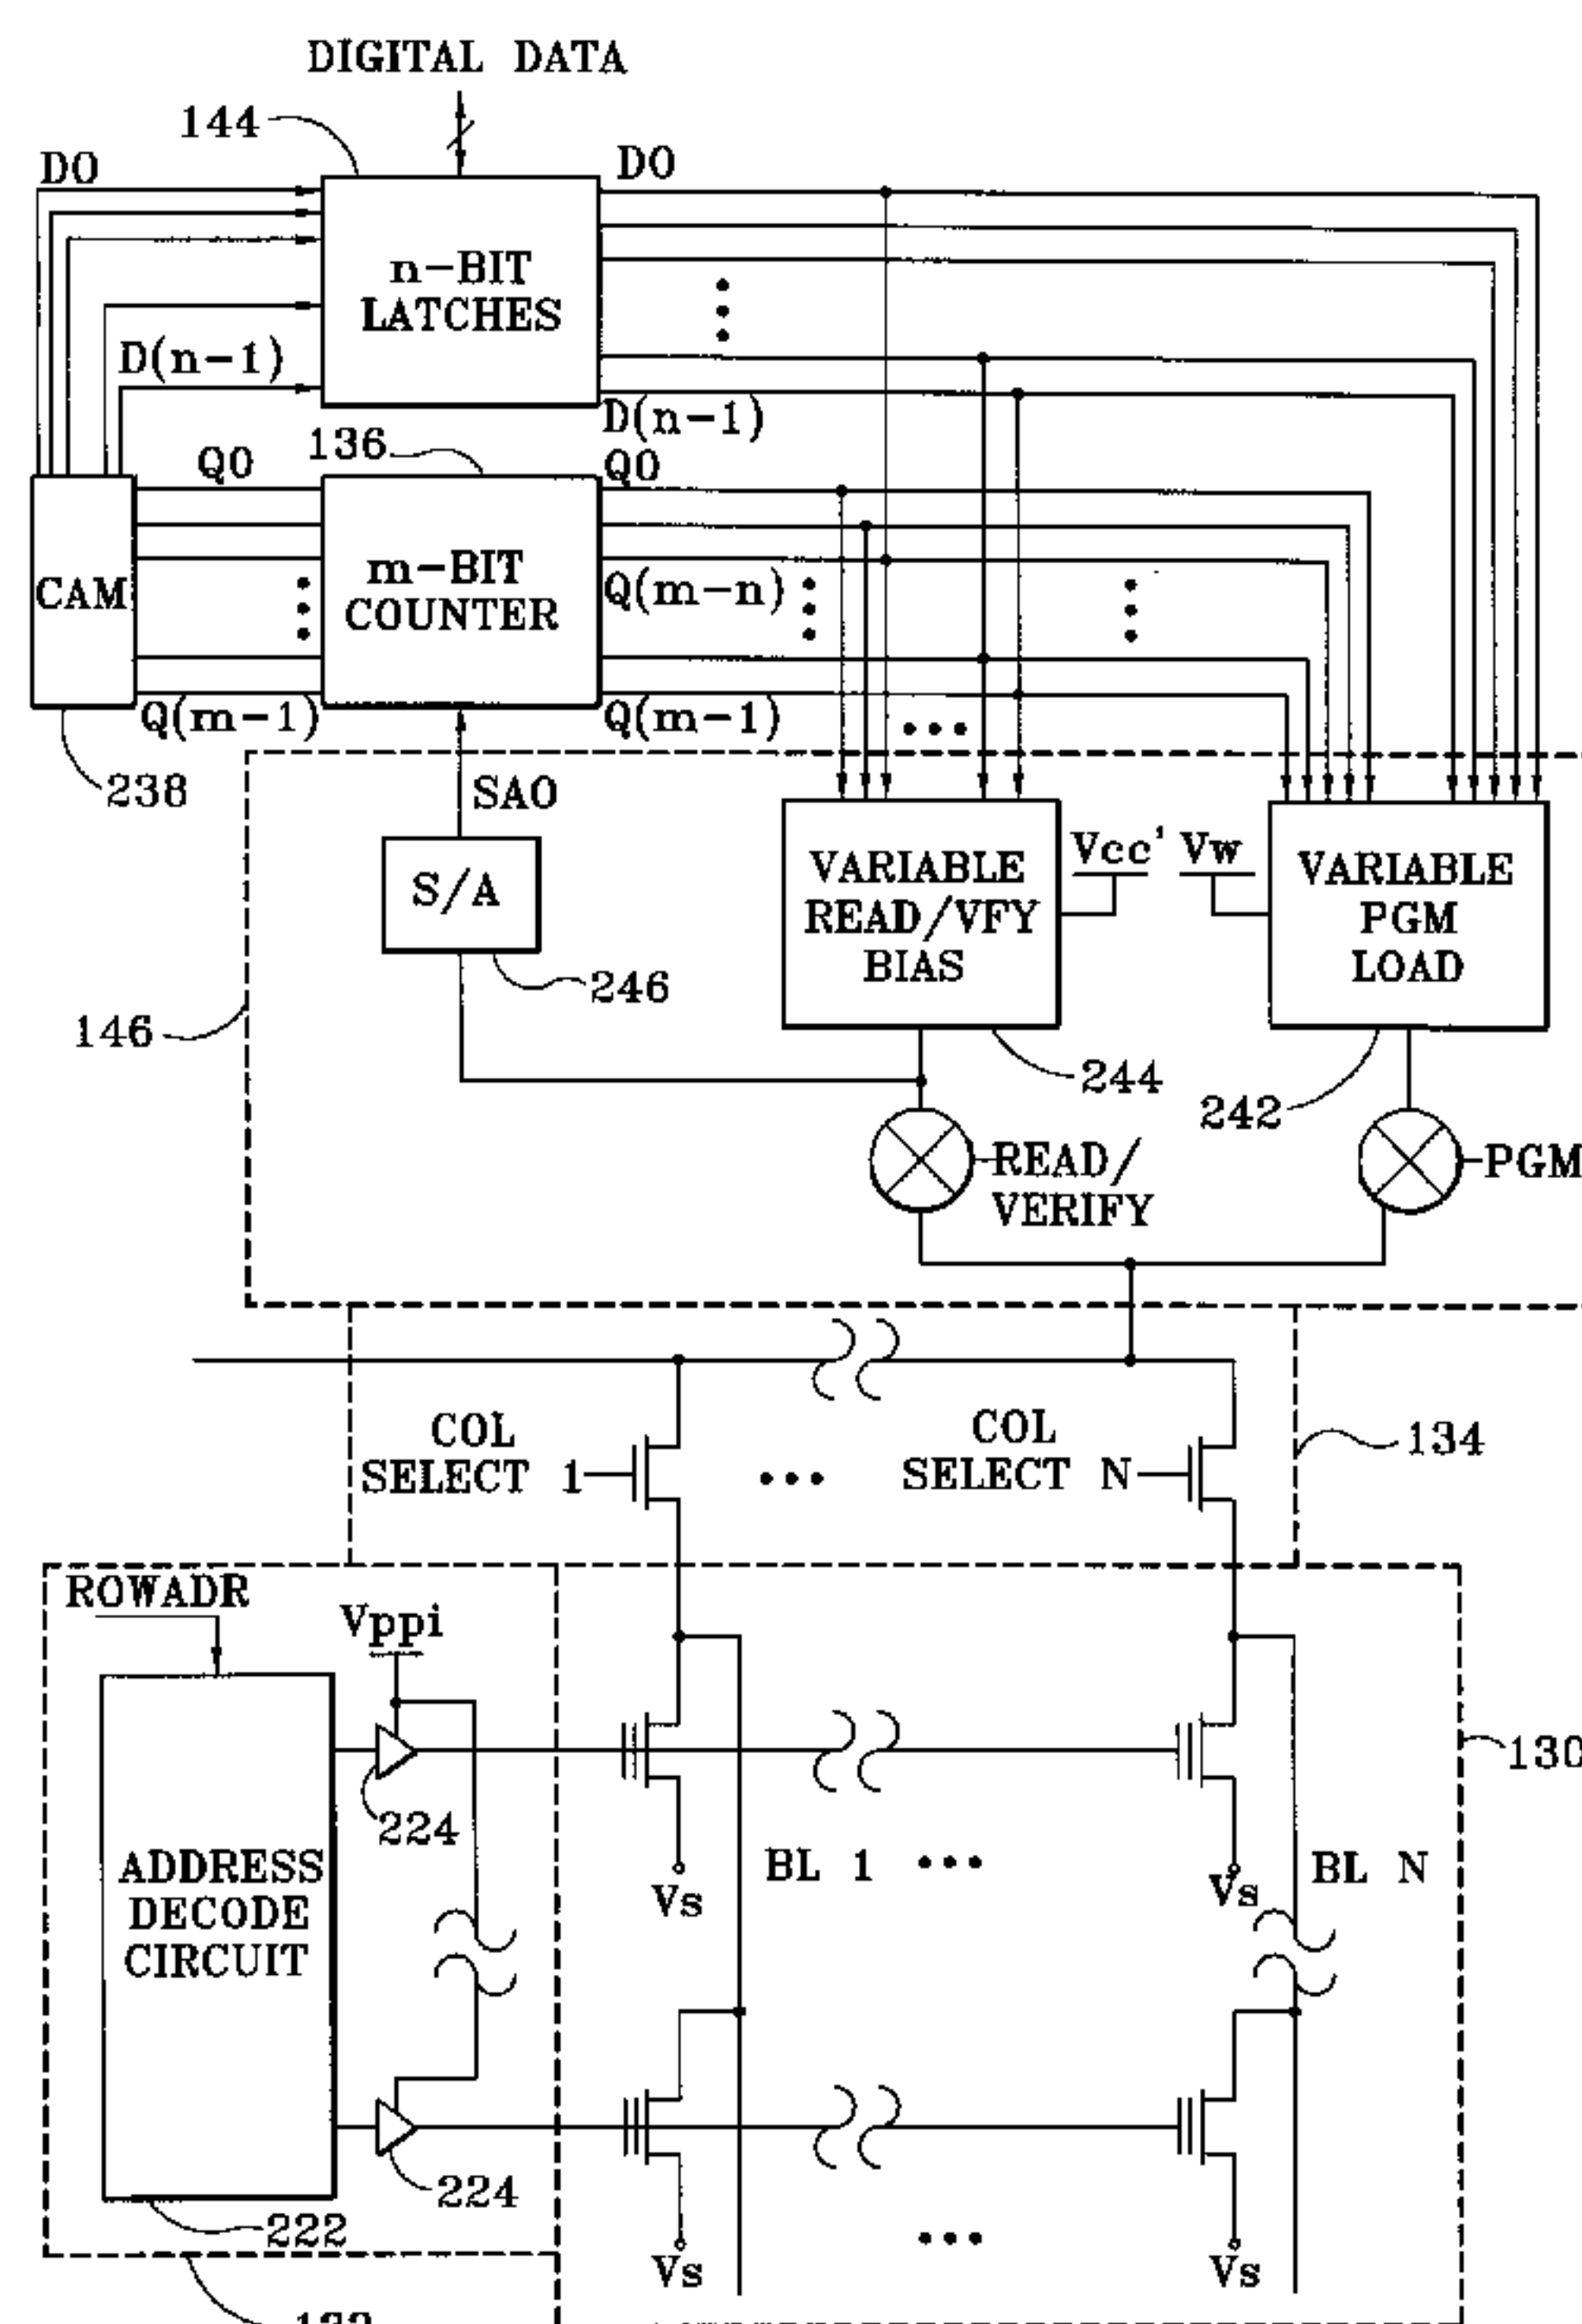 DIGITAL DATA
144
D0
D0
n-BIT
LATCHES
D(n-1)
D(n-1)
136
Q0
Q0
CAM
m-BIT
COUNTER
Q(m-n)
Q(m-1)
Q(m-1)
238
SAO
S/A
246
146
VARIABLE
READ/VFY
BIAS
Vcc'
Vw
VARIABLE
PGM
LOAD
244
242
READ/
VERIFY
PGM
COL
SELECT 1
COL
SELECT N
134
ROWADR
Vppi
130
224
ADDRESS
DECODE
CIRCUIT
BL 1
BL N
Vs
Vs
224
222
Vs
Vs